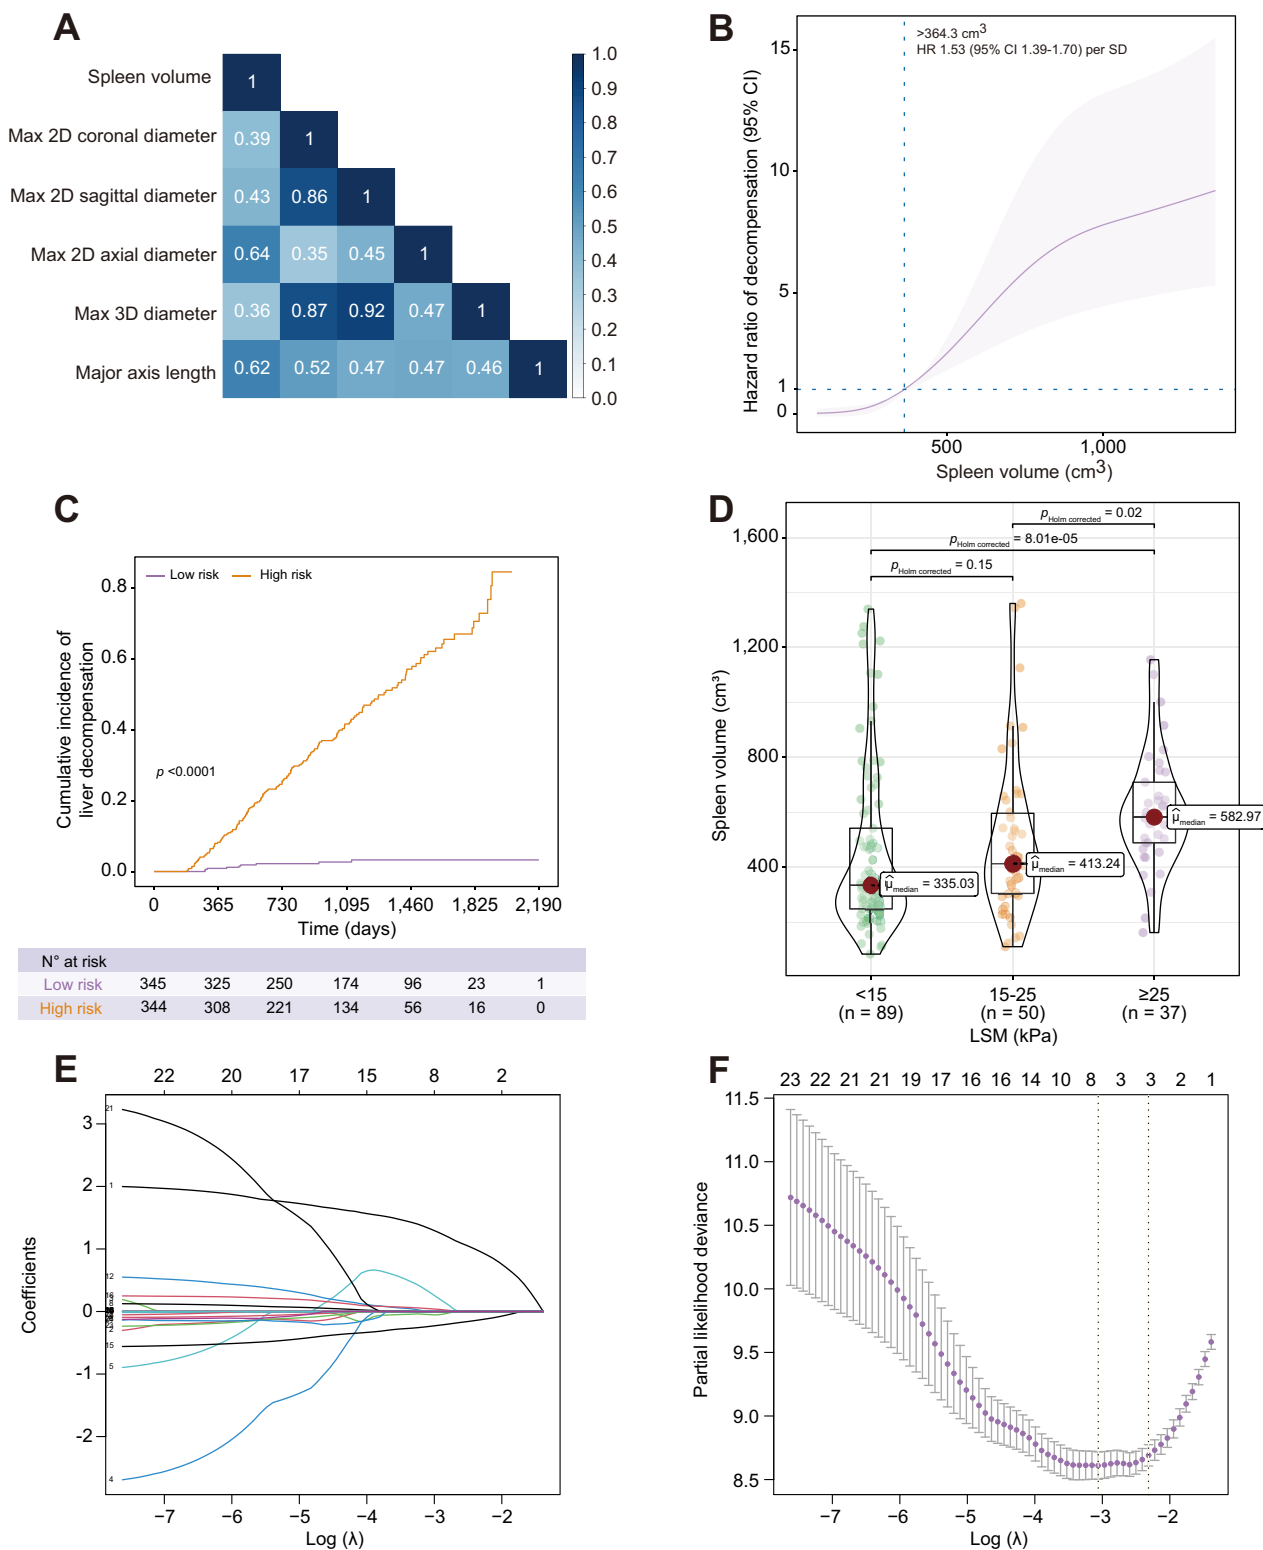 A
Spleen volume
Max 2D coronal diameter
Max 2D sagittal diameter
Max 2D axial diameter
Max 3D diameter
Major axis length
1
0.39 1
0.43 0.86 1
0.64 0.35 0.45 1
0.36 0.87 0.92 0.47 1
0.62 0.52 0.47 0.47 0.46 1
1.0
0.9
0.8
0.7
0.6
0.5
0.4
0.3
0.2
0.1
0.0
B
>364.3 cm³
HR 1.53 (95% CI 1.39-1.70) per SD
Hazard ratio of decompensation (95% CI)
15
10
5
1
0
500 1,000
Spleen volume (cm³)
C
Low risk High risk
Cumulative incidence of
liver decompensation
0.8
0.6
0.4
0.2
0.0
p <0.0001
0 365 730 1,095 1,460 1,825 2,190
Time (days)
N° at risk
Low risk 345 325 250 174 96 23 1
High risk 344 308 221 134 56 16 0
D
Spleen volume (cm³)
1,600
1,200
800
400
p Holm corrected = 0.02
p Holm corrected = 8.01e-05
p Holm corrected = 0.15
μ̂ median = 335.03
μ̂ median = 413.24
μ̂ median = 582.97
<15 15-25 ≥25
(n = 89) (n = 50) (n = 37)
LSM (kPa)
E
22 20 17 15 8 2
Coefficients
3
2
1
0
-1
-2
21
1
12
16
2
15
5
4
−7 −6 −5 −4 −3 −2
Log (λ)
F
23 22 21 21 19 17 16 16 14 10 8 3 3 2 1
Partial likelihood deviance
11.5
11.0
10.5
10.0
9.5
9.0
8.5
−7 −6 −5 −4 −3 −2
Log (λ)